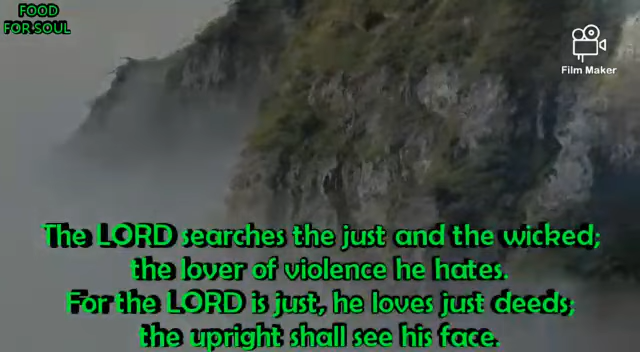 FOOD
FOR SOUL
Film Maker
The LORD searches the just and the wicked;
the lover of violence he hates.
For the LORD is just, he loves just deeds;
the upright shall see his face.